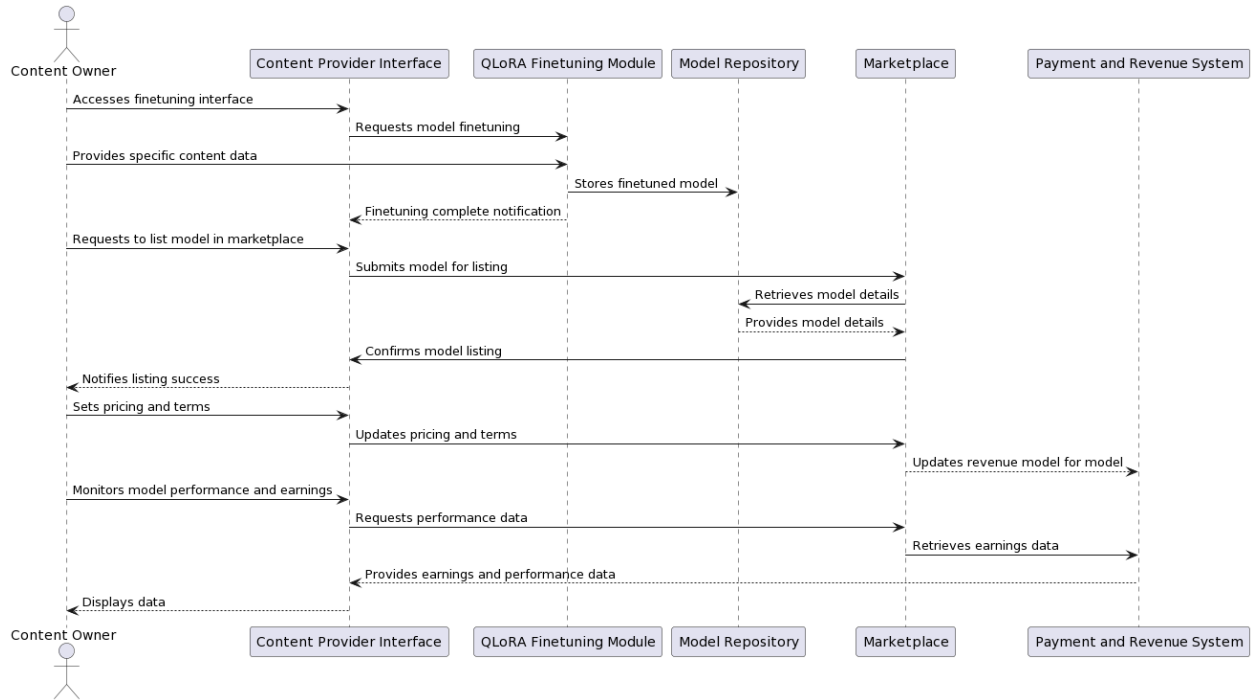 Content Owner
Content Provider Interface
QLoRA Finetuning Module
Model Repository
Marketplace
Payment and Revenue System
Accesses finetuning interface
Requests model finetuning
Provides specific content data
Stores finetuned model
Finetuning complete notification
Requests to list model in marketplace
Submits model for listing
Retrieves model details
Provides model details
Confirms model listing
Notifies listing success
Sets pricing and terms
Updates pricing and terms
Updates revenue model for model
Monitors model performance and earnings
Requests performance data
Retrieves earnings data
Provides earnings and performance data
Displays data
Content Owner
Content Provider Interface
QLoRA Finetuning Module
Model Repository
Marketplace
Payment and Revenue System